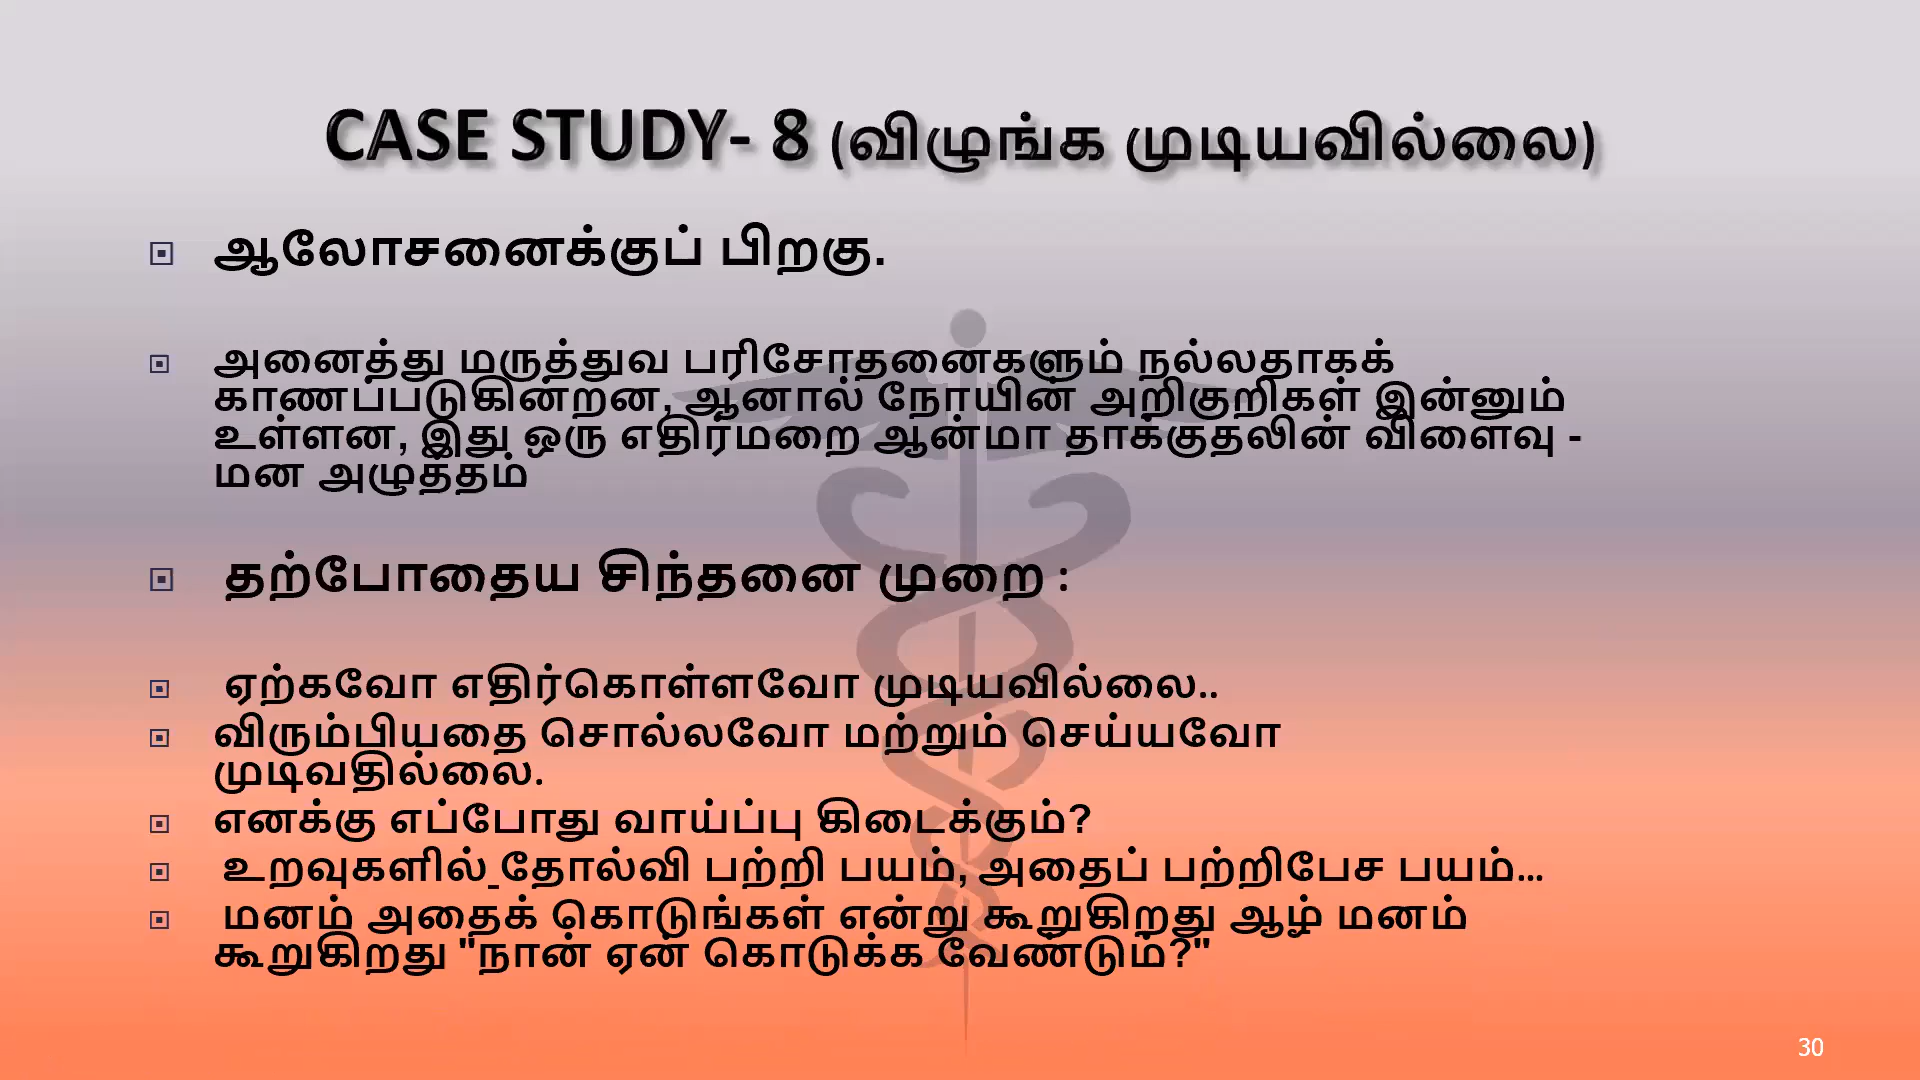 CASE STUDY- 8 (விழுங்க முடியவில்லை)
ஆலோசனைக்குப் பிறகு.
அனைத்து மருத்துவ பரிசோதனைகளும் நல்லதாகக்
காணப்படுகின்றன, ஆனால் நோயின் அறிகுறிகள் இன்னும்
உள்ளன, இது ஒரு எதிர்மறை ஆன்மா தாக்குதலின் விளைவு -
மன அழுத்தம்
தற்போதைய சிந்தனை முறை :
ஏற்கவோ எதிர்கொள்ளவோ முடியவில்லை..
விரும்பியதை சொல்லவோ மற்றும் செய்யவோ
முடிவதில்லை.
எனக்கு எப்போது வாய்ப்பு கிடைக்கும்?
உறவுகளில்_தோல்வி பற்றி பயம், அதைப் பற்றிபேச பயம்...
மனம் அதைக் கொடுங்கள் என்று கூறுகிறது ஆழ் மனம்
கூறுகிறது "நான் ஏன் கொடுக்க வேண்டும்?"
30